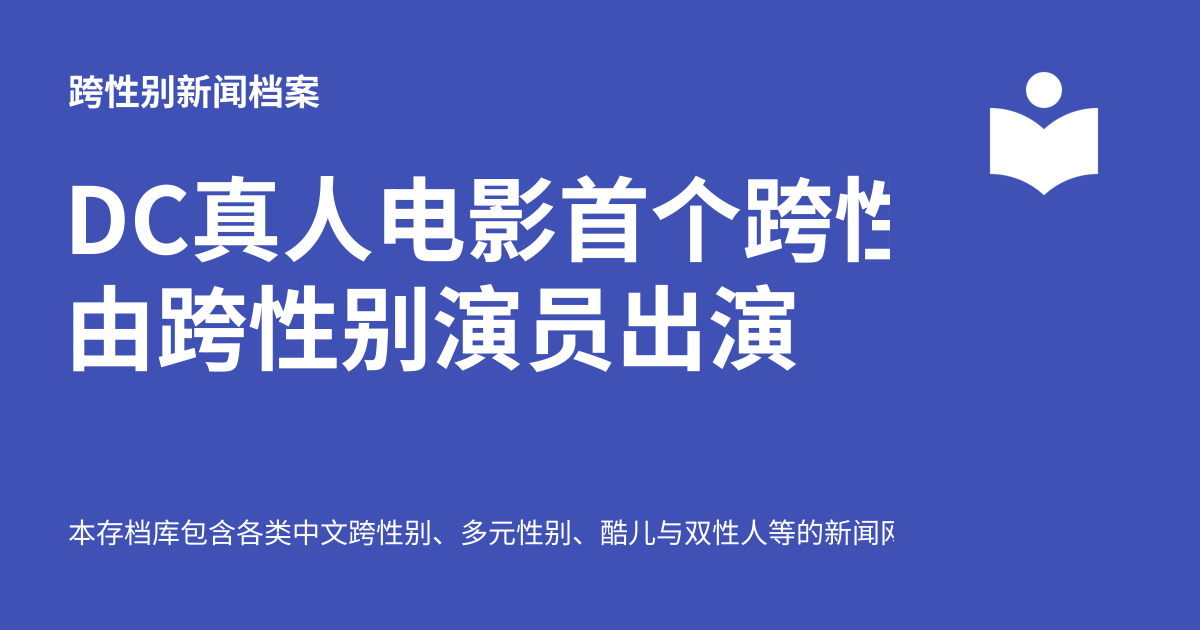 跨性别新闻档案
DC真人电影首个跨性
由跨性别演员出演
本存档库包含各类中文跨性别、多元性别、酷儿与双性人等的新闻网